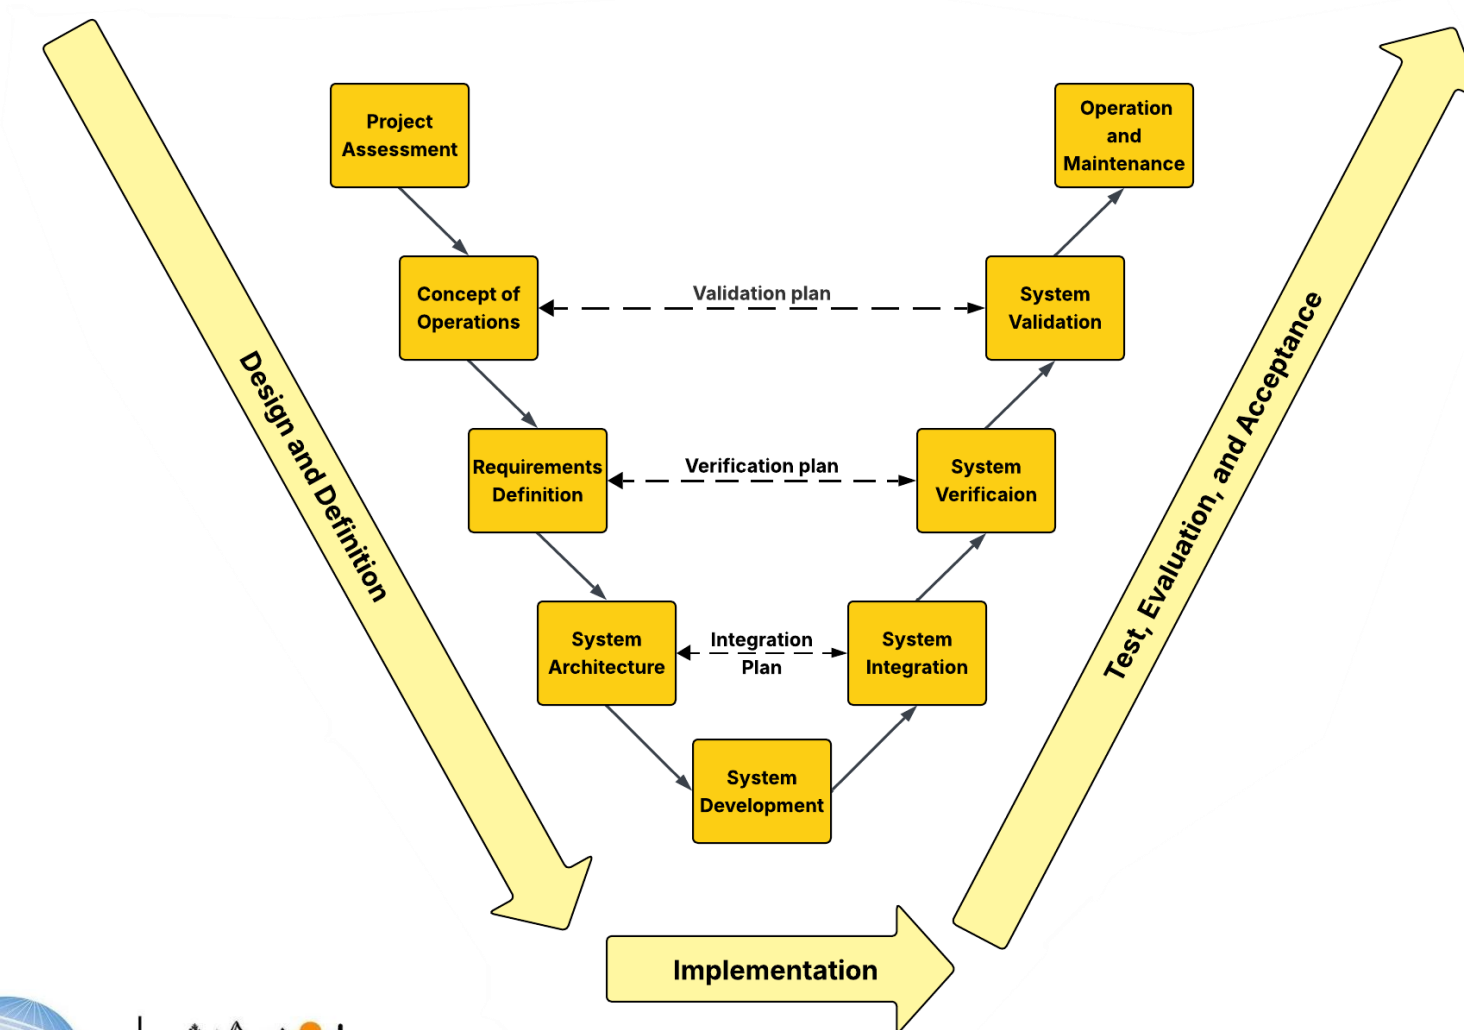 Project
Assessment
Operation
and
Maintenance
Concept of
Operations
Validation plan
System
Validation
Requirements
Definition
Verification plan
System
Verificaion
System
Architecture
Integration
Plan
System
Integration
System
Development
Design and Definition
Implementation
Test, Evaluation, and Acceptance